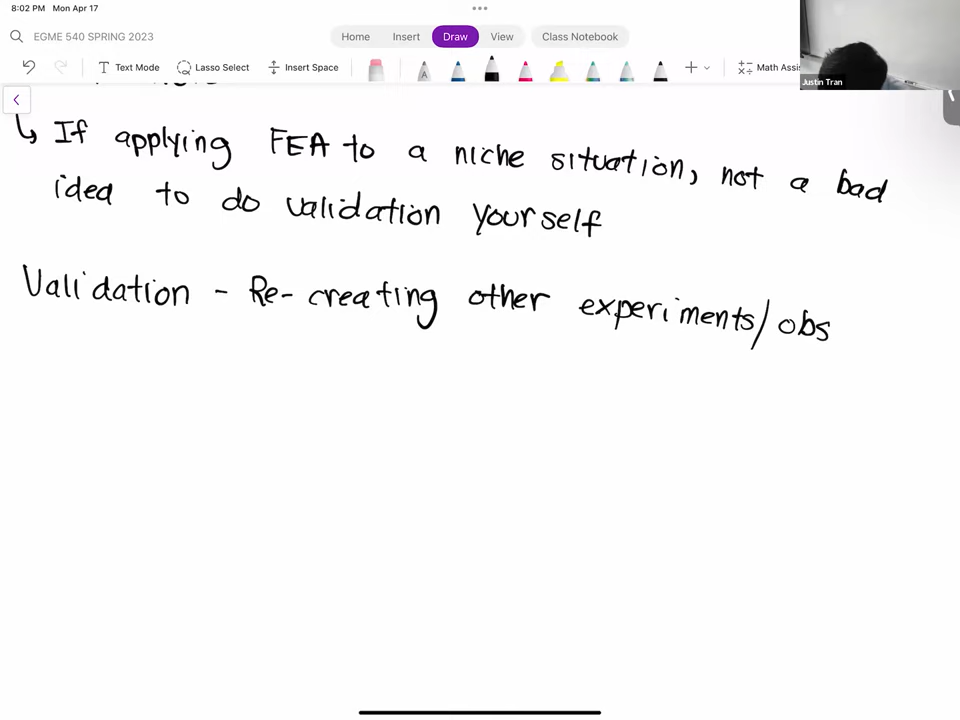 8:02 PM Mon Apr 17
EGME 540 SPRING 2023
Home Insert Draw View Class Notebook
Text Mode Lasso Select Insert Space Math Assis
Justin Tran
If applying FEA to a niche situation, not a bad
idea to do validation yourself
Validation - Re-creating other experiments/obs